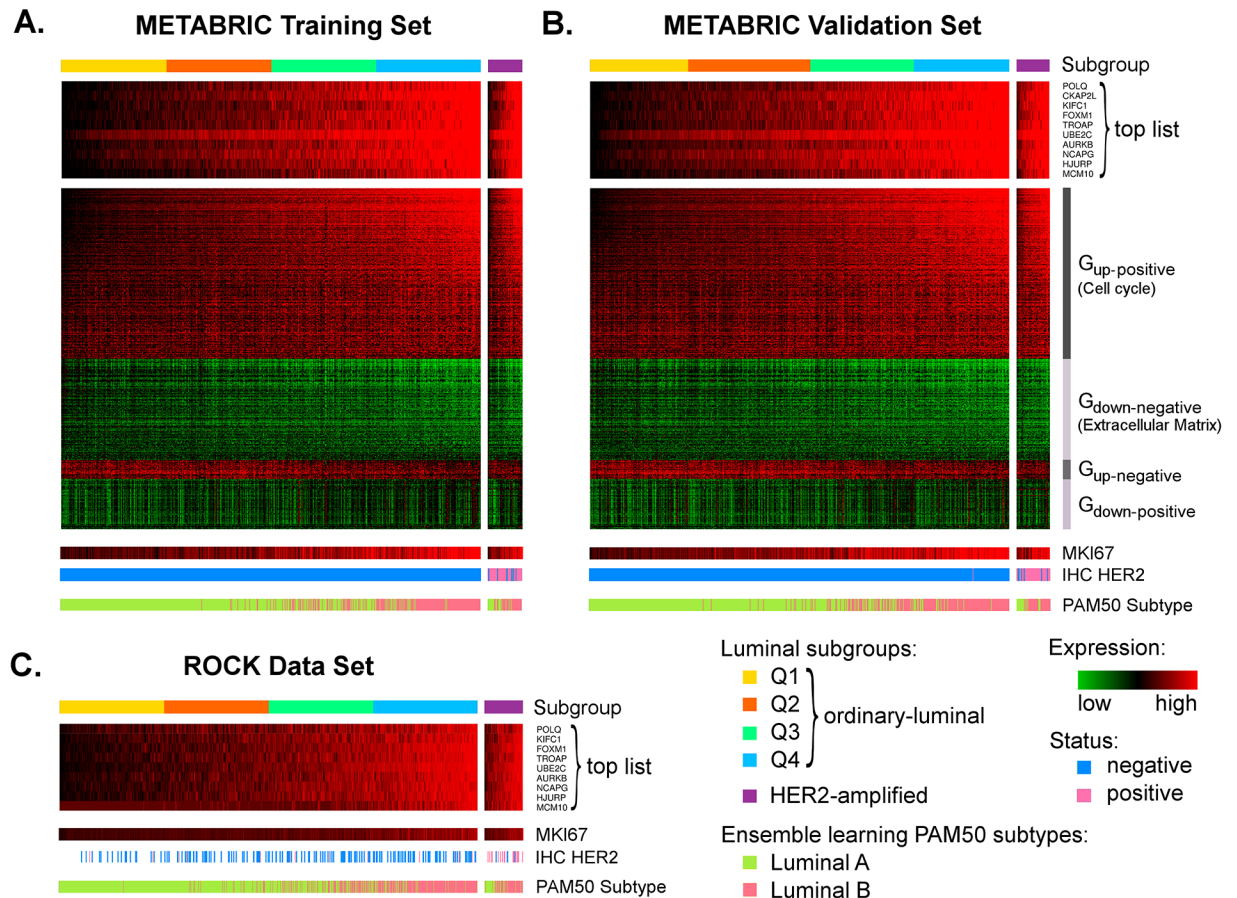 A. METABRIC Training Set
B. METABRIC Validation Set
Subgroup
POLQ
CKAP2L
KIFC1
FOXM1
TROAP
UBE2C
AURKB
NCAPG
HJURP
MCM10
top list
Gup-positive
(Cell cycle)
Gdown-negative
(Extracellular Matrix)
Gup-negative
Gdown-positive
MKI67
IHC HER2
PAM50 Subtype
C. ROCK Data Set
Subgroup
POLQ
KIFC1
FOXM1
TROAP
UBE2C
AURKB
NCAPG
HJURP
MCM10
top list
MKI67
IHC HER2
PAM50 Subtype
Luminal subgroups:
Q1
Q2
Q3
Q4
ordinary-luminal
HER2-amplified
Ensemble learning PAM50 subtypes:
Luminal A
Luminal B
Expression:
low high
Status:
negative
positive